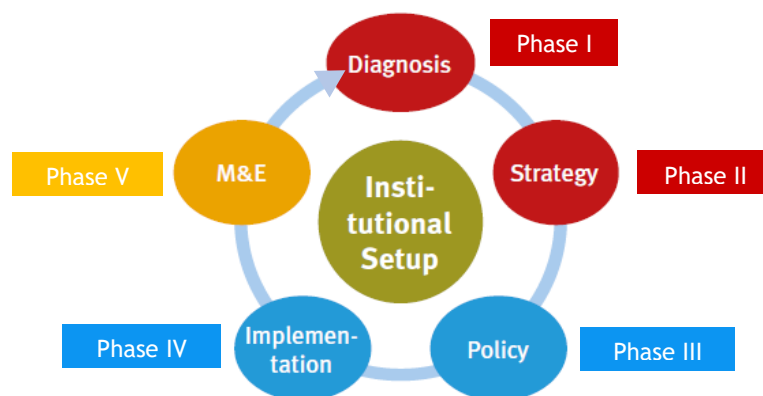 Diagnosis
Phase I
Strategy
Phase II
Policy
Phase III
Implemen-
tation
Phase IV
M&E
Phase V
Insti-
tutional
Setup